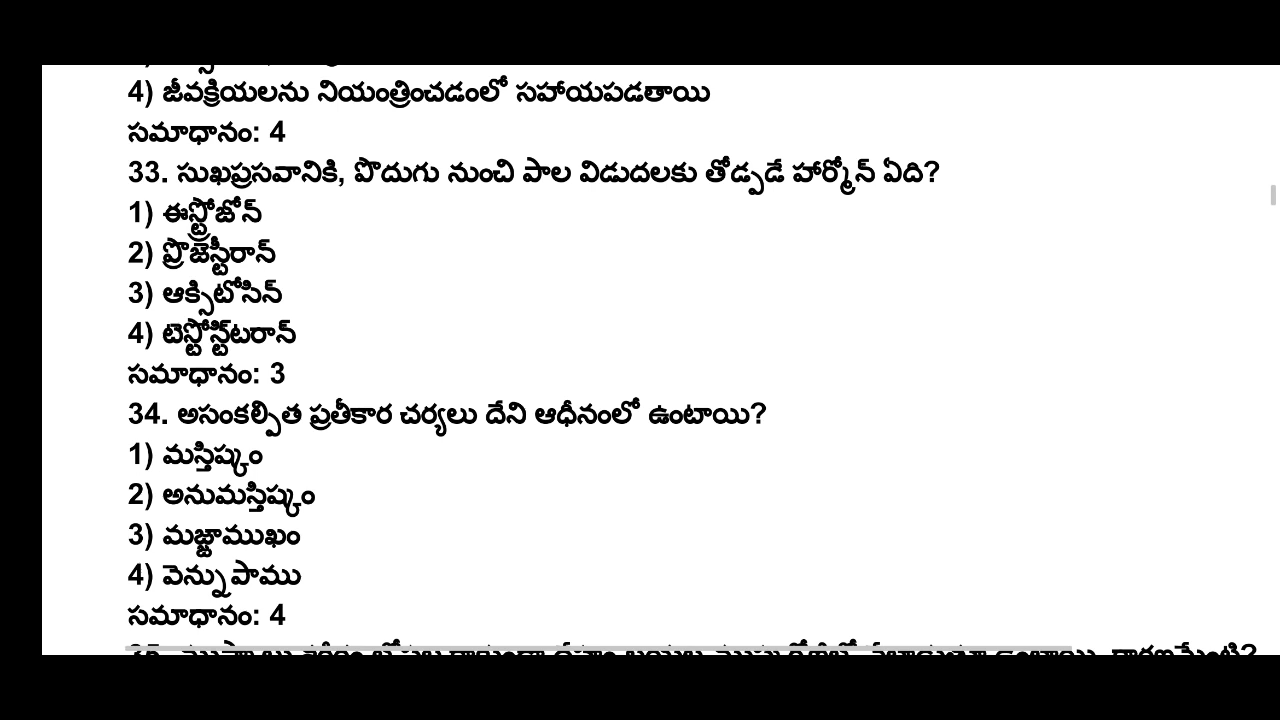 4) జీవక్రియలను నియంత్రించడంలో సహాయపడతాయి
సమాధానం: 4
33. సుఖప్రసవానికి, పొదుగు నుంచి పాల విడుదలకు తోడ్పడే హార్మోన్ ఏది?
1) ఈస్ట్రోజోన్
2) ప్రొజెస్టీరాన్
3) ఆక్సిటోసిన్
4) టెస్టోస్టిటరాన్
సమాధానం: 3
34. అసంకల్పిత ప్రతీకార చర్యలు దేని ఆధీనంలో ఉంటాయి?
1) మస్తిష్కం
2) అనుమస్తిష్కం
3) మజ్జాముఖం
4) వెన్నుపాము
సమాధానం: 4